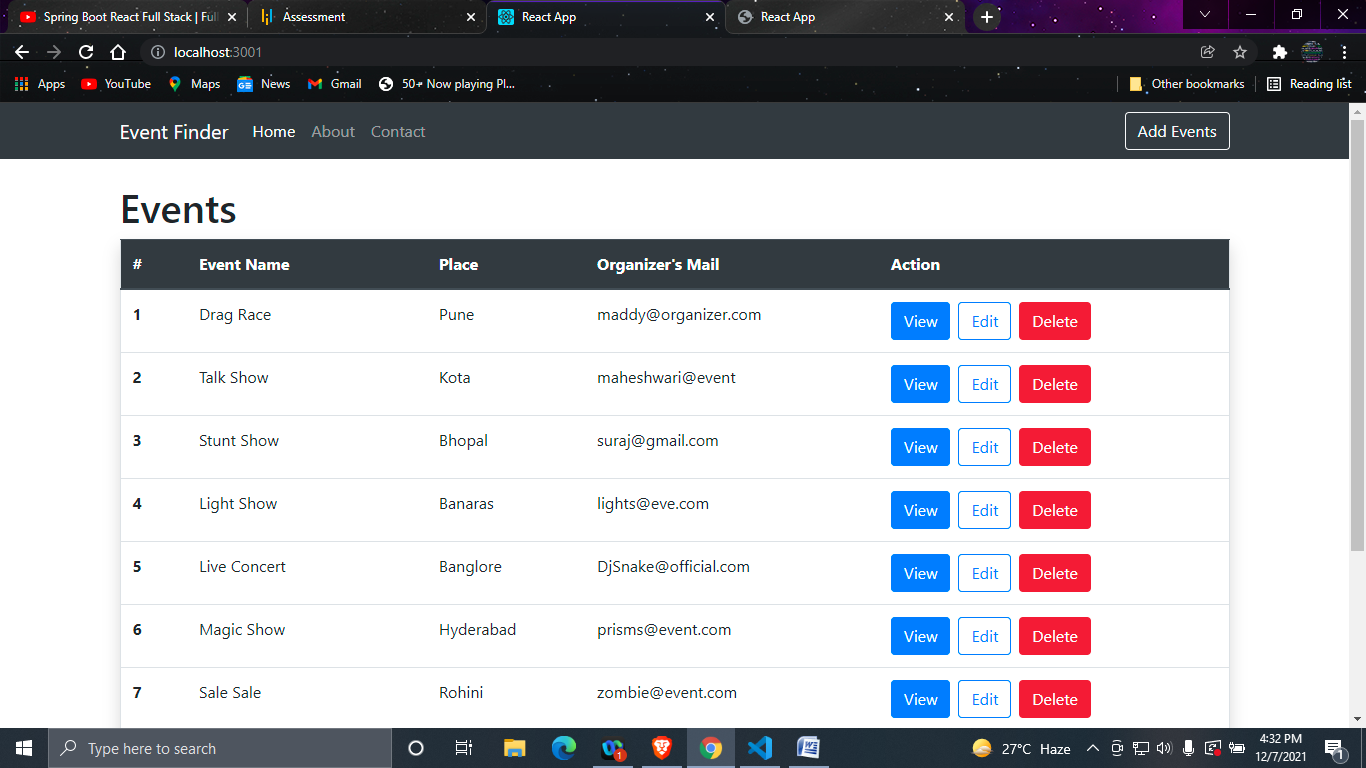 Spring Boot React Full Stack | Full
Assessment
React App
React App
localhost:3001
Apps
YouTube
Maps
News
Gmail
50+ Now playing Pl...
Other bookmarks
Reading list
Event Finder Home About Contact Add Events
Events
# Event Name Place Organizer's Mail Action
1 Drag Race Pune maddy@organizer.com View Edit Delete
2 Talk Show Kota maheshwari@event View Edit Delete
3 Stunt Show Bhopal suraj@gmail.com View Edit Delete
4 Light Show Banaras lights@eve.com View Edit Delete
5 Live Concert Banglore DjSnake@official.com View Edit Delete
6 Magic Show Hyderabad prisms@event.com View Edit Delete
7 Sale Sale Rohini zombie@event.com View Edit Delete
Type here to search
1
27°C Haze
4:32 PM
12/7/2021
1